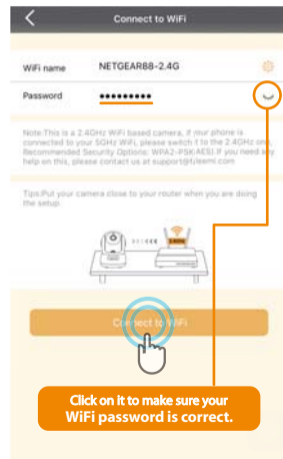 Connect to WiFi
WiFi name NETGEAR88-2.4G
Password •••••••••
Note:This is a 2.4GHz WiFi based camera, if your phone is
connected to your 5GHz WiFi, please switch t to the 2.4GHz one,
Recommended Security Options: WPA2-PSK-AES) If you need any
help on this, please contact us at support@fuleemi.com
Tips:Put your camera close to your router when you are doing
the setup.
Connect to WiFi
Click on it to make sure your
WiFi password is correct.